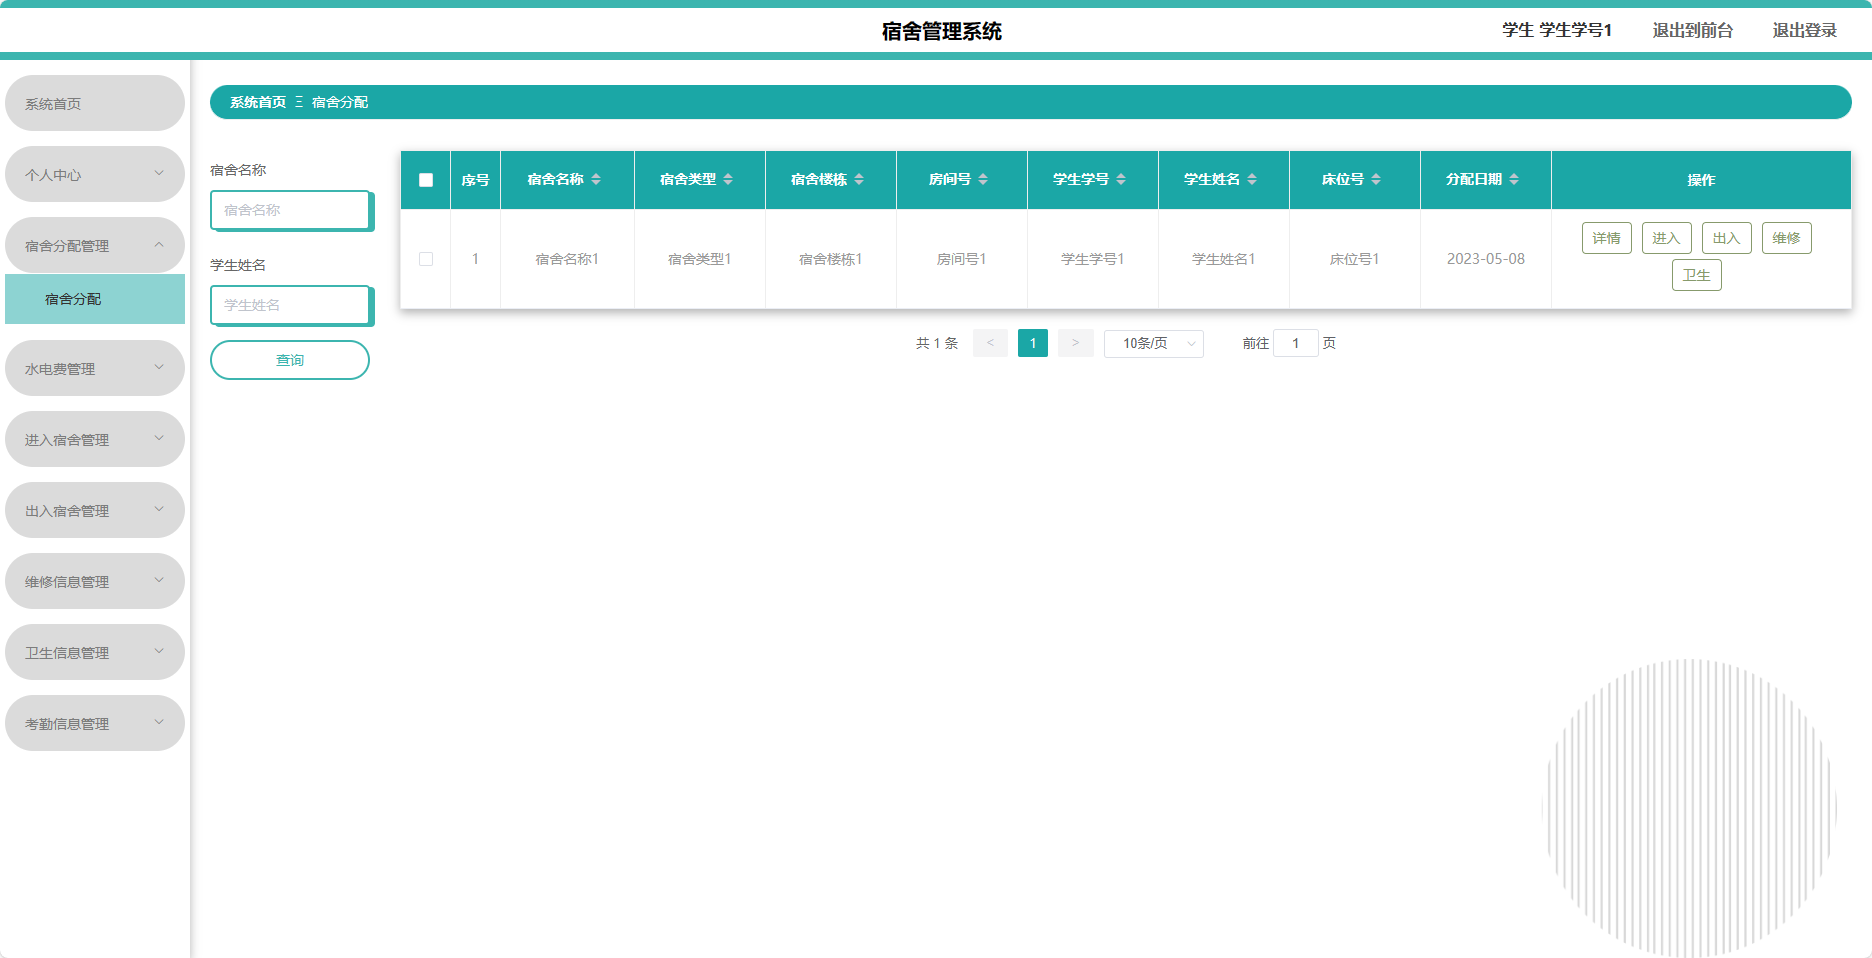 宿舍管理系统
学生 学生学号1 退出到前台 退出登录
系统首页
个人中心
宿舍分配管理
宿舍分配
水电费管理
进入宿舍管理
出入宿舍管理
维修信息管理
卫生信息管理
考勤信息管理
系统首页 Ξ 宿舍分配
宿舍名称
宿舍名称
学生姓名
学生姓名
查询
序号 宿舍名称 宿舍类型 宿舍楼栋 房间号 学生学号 学生姓名 床位号 分配日期 操作
1 宿舍名称1 宿舍类型1 宿舍楼栋1 房间号1 学生学号1 学生姓名1 床位号1 2023-05-08 详情 进入 出入 维修
卫生
共 1 条 < 1 > 10条/页 前往 1 页